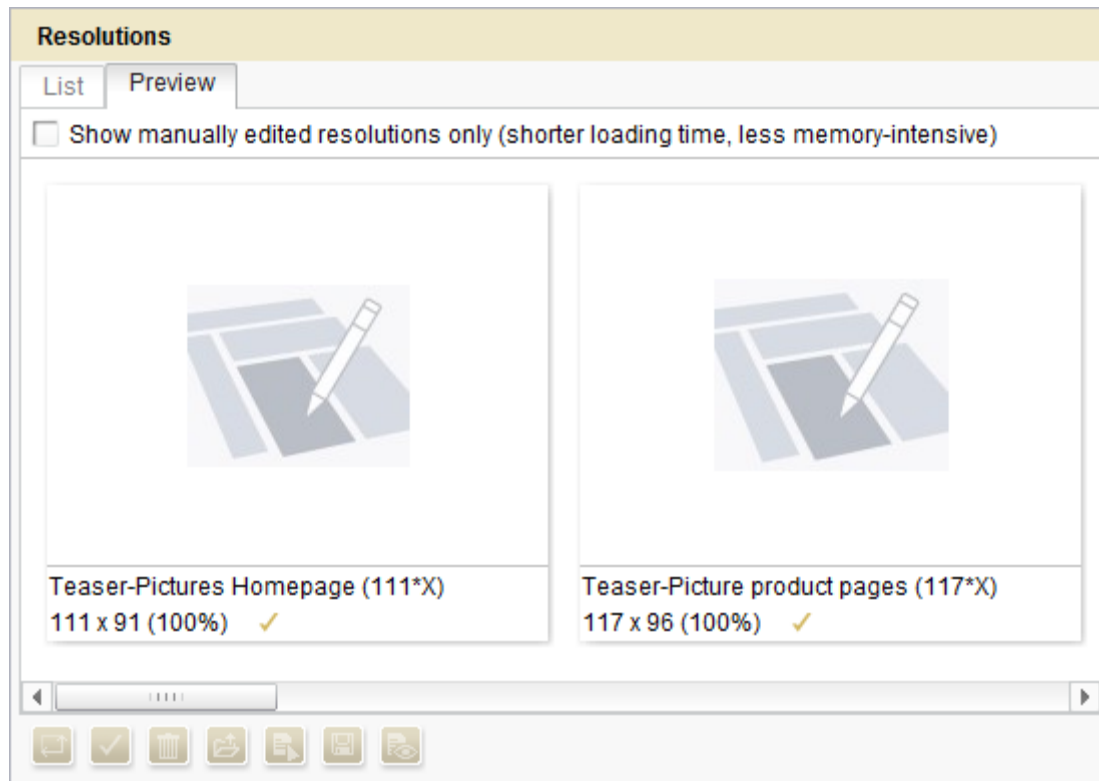 Resolutions
List
Preview
Show manually edited resolutions only (shorter loading time, less memory-intensive)
Teaser-Pictures Homepage (111*X)
111 x 91 (100%)
Teaser-Picture product pages (117*X)
117 x 96 (100%)